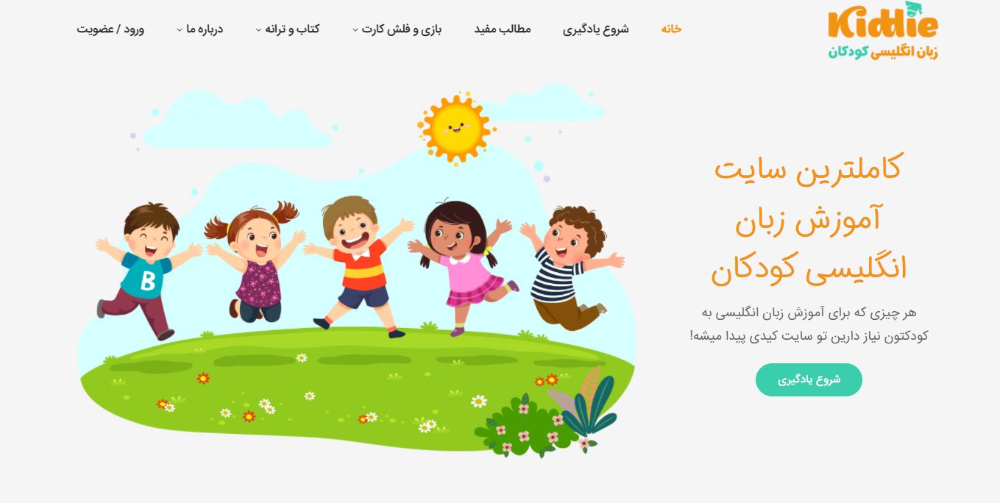 Kiddie
زبان انگلیسی کودکان
خانه
شروع یادگیری
مطالب مفید
بازی و فلش کارت
کتاب و ترانه
درباره ما
ورود / عضویت
کاملترین سایت
آموزش زبان
انگلیسی کودکان
هر چیزی که برای آموزش زبان انگلیسی به
کودکتون نیاز دارین تو سایت کیدی پیدا میشه!
شروع یادگیری
B